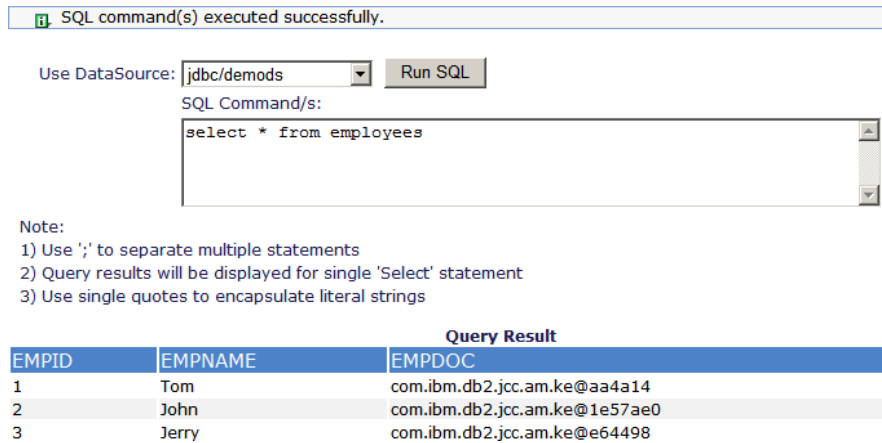 SQL command(s) executed successfully.
Use DataSource: jdbc/demods Run SQL
SQL Command/s:
select * from employees
Note:
1) Use ';' to separate multiple statements
2) Query results will be displayed for single 'Select' statement
3) Use single quotes to encapsulate literal strings
Query Result
EMPID EMPNAME EMPDOC
1 Tom com.ibm.db2.jcc.am.ke@aa4a14
2 John com.ibm.db2.jcc.am.ke@1e57ae0
3 Jerry com.ibm.db2.jcc.am.ke@e64498